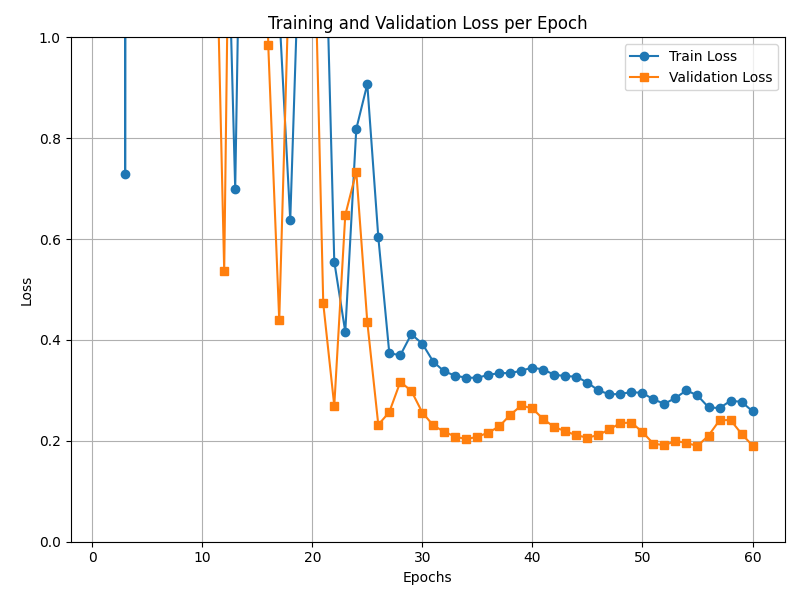 Training and Validation Loss per Epoch
Train Loss
Validation Loss
1.0
0.8
0.6
0.4
0.2
0.0
Loss
0 10 20 30 40 50 60
Epochs